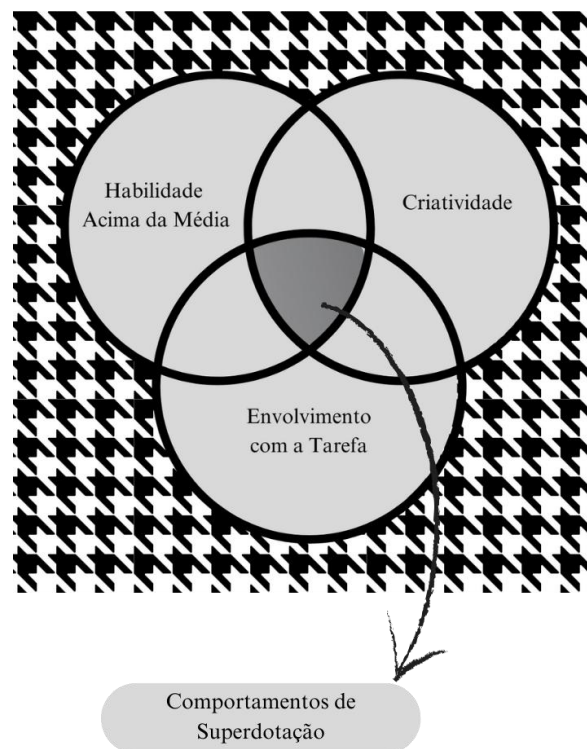 Habilidade
Acima da Média
Criatividade
Envolvimento
com a Tarefa
Comportamentos de
Superdotação